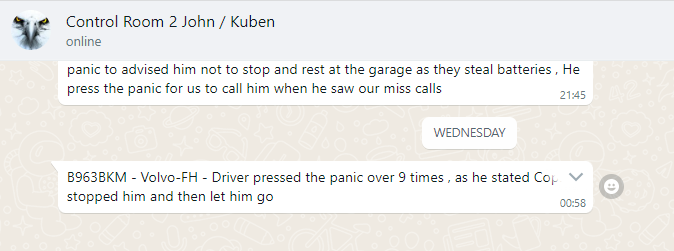 Control Room 2 John / Kuben
online
panic to advised him not to stop and rest at the garage as they steal batteries , He
press the panic for us to call him when he saw our miss calls
21:45
WEDNESDAY
B963BKM - Volvo-FH - Driver pressed the panic over 9 times , as he stated Cop
stopped him and then let him go
00:58